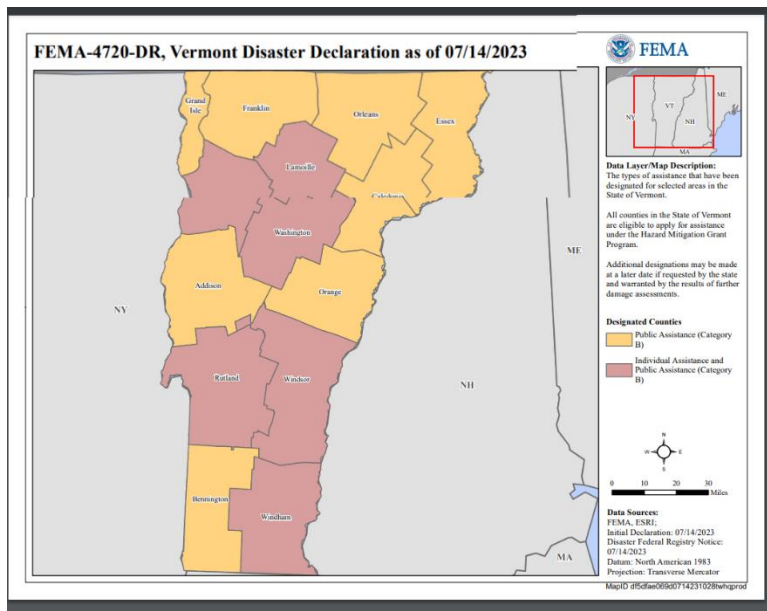 FEMA-4720-DR, Vermont Disaster Declaration as of 07/14/2023
FEMA
Grand
Isle
Franklin
Orleans
Essex
Lamoille
Caledonia
Washington
Addison
Orange
NY
ME
Rutland
Windsor
NH
Bennington
Windham
MA
ME
VT
NY
NH
MA
Data Layer/Map Description:
The types of assistance that have been
designated for selected areas in the
State of Vermont.
All counties in the State of Vermont
are eligible to apply for assistance
under the Hazard Mitigation Grant
Program.
Additional designations may be made
at a later date if requested by the state
and warranted by the results of further
damage assessments.
Designated Counties
Public Assistance (Category
B)
Individual Assistance and
Public Assistance (Category
B)
N
W
E
S
0 10 20 30
Miles
Data Sources:
FEMA, ESRI;
Initial Declaration: 07/14/2023
Disaster Federal Registry Notice:
07/14/2023
Datum: North American 1983
Projection: Transverse Mercator
MapID df5dfae069d0714231028twhqprod